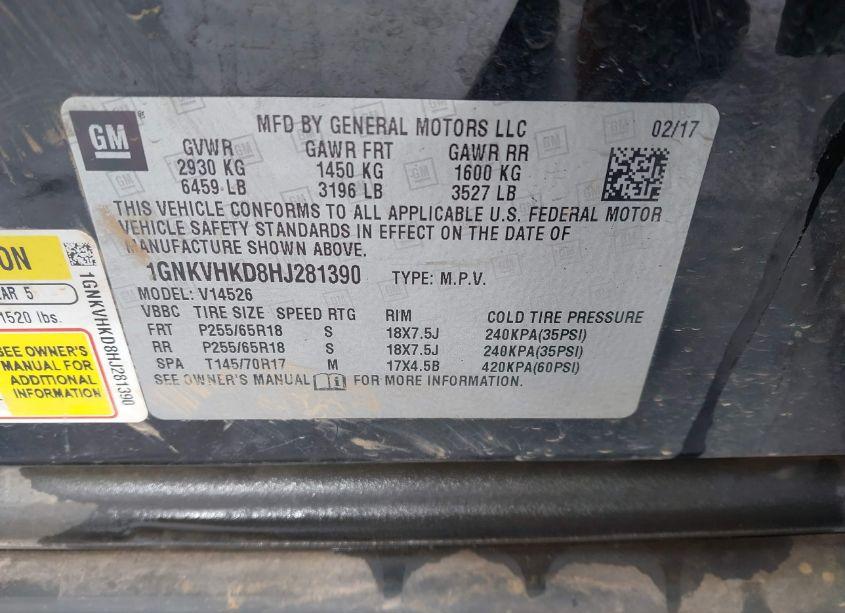 GM
MFD BY GENERAL MOTORS LLC 02/17
GVWR GAWR FRT GAWR RR
2930 KG 1450 KG 1600 KG
6459 LB 3196 LB 3527 LB
THIS VEHICLE CONFORMS TO ALL APPLICABLE U.S. FEDERAL MOTOR
VEHICLE SAFETY STANDARDS IN EFFECT ON THE DATE OF
MANUFACTURE SHOWN ABOVE.
1GNKVHKD8HJ281390 TYPE: M.P.V.
MODEL: V14526
VBBC TIRE SIZE SPEED RTG RIM COLD TIRE PRESSURE
FRT P255/65R18 S 18X7.5J 240KPA(35PSI)
RR P255/65R18 S 18X7.5J 240KPA(35PSI)
SPA T145/70R17 M 17X4.5B 420KPA(60PSI)
SEE OWNER'S MANUAL FOR MORE INFORMATION.
ON
AR 5
1520 lbs.
SEE OWNER'S
MANUAL FOR
ADDITIONAL
INFORMATION
1GNKVHKD8HJ281390